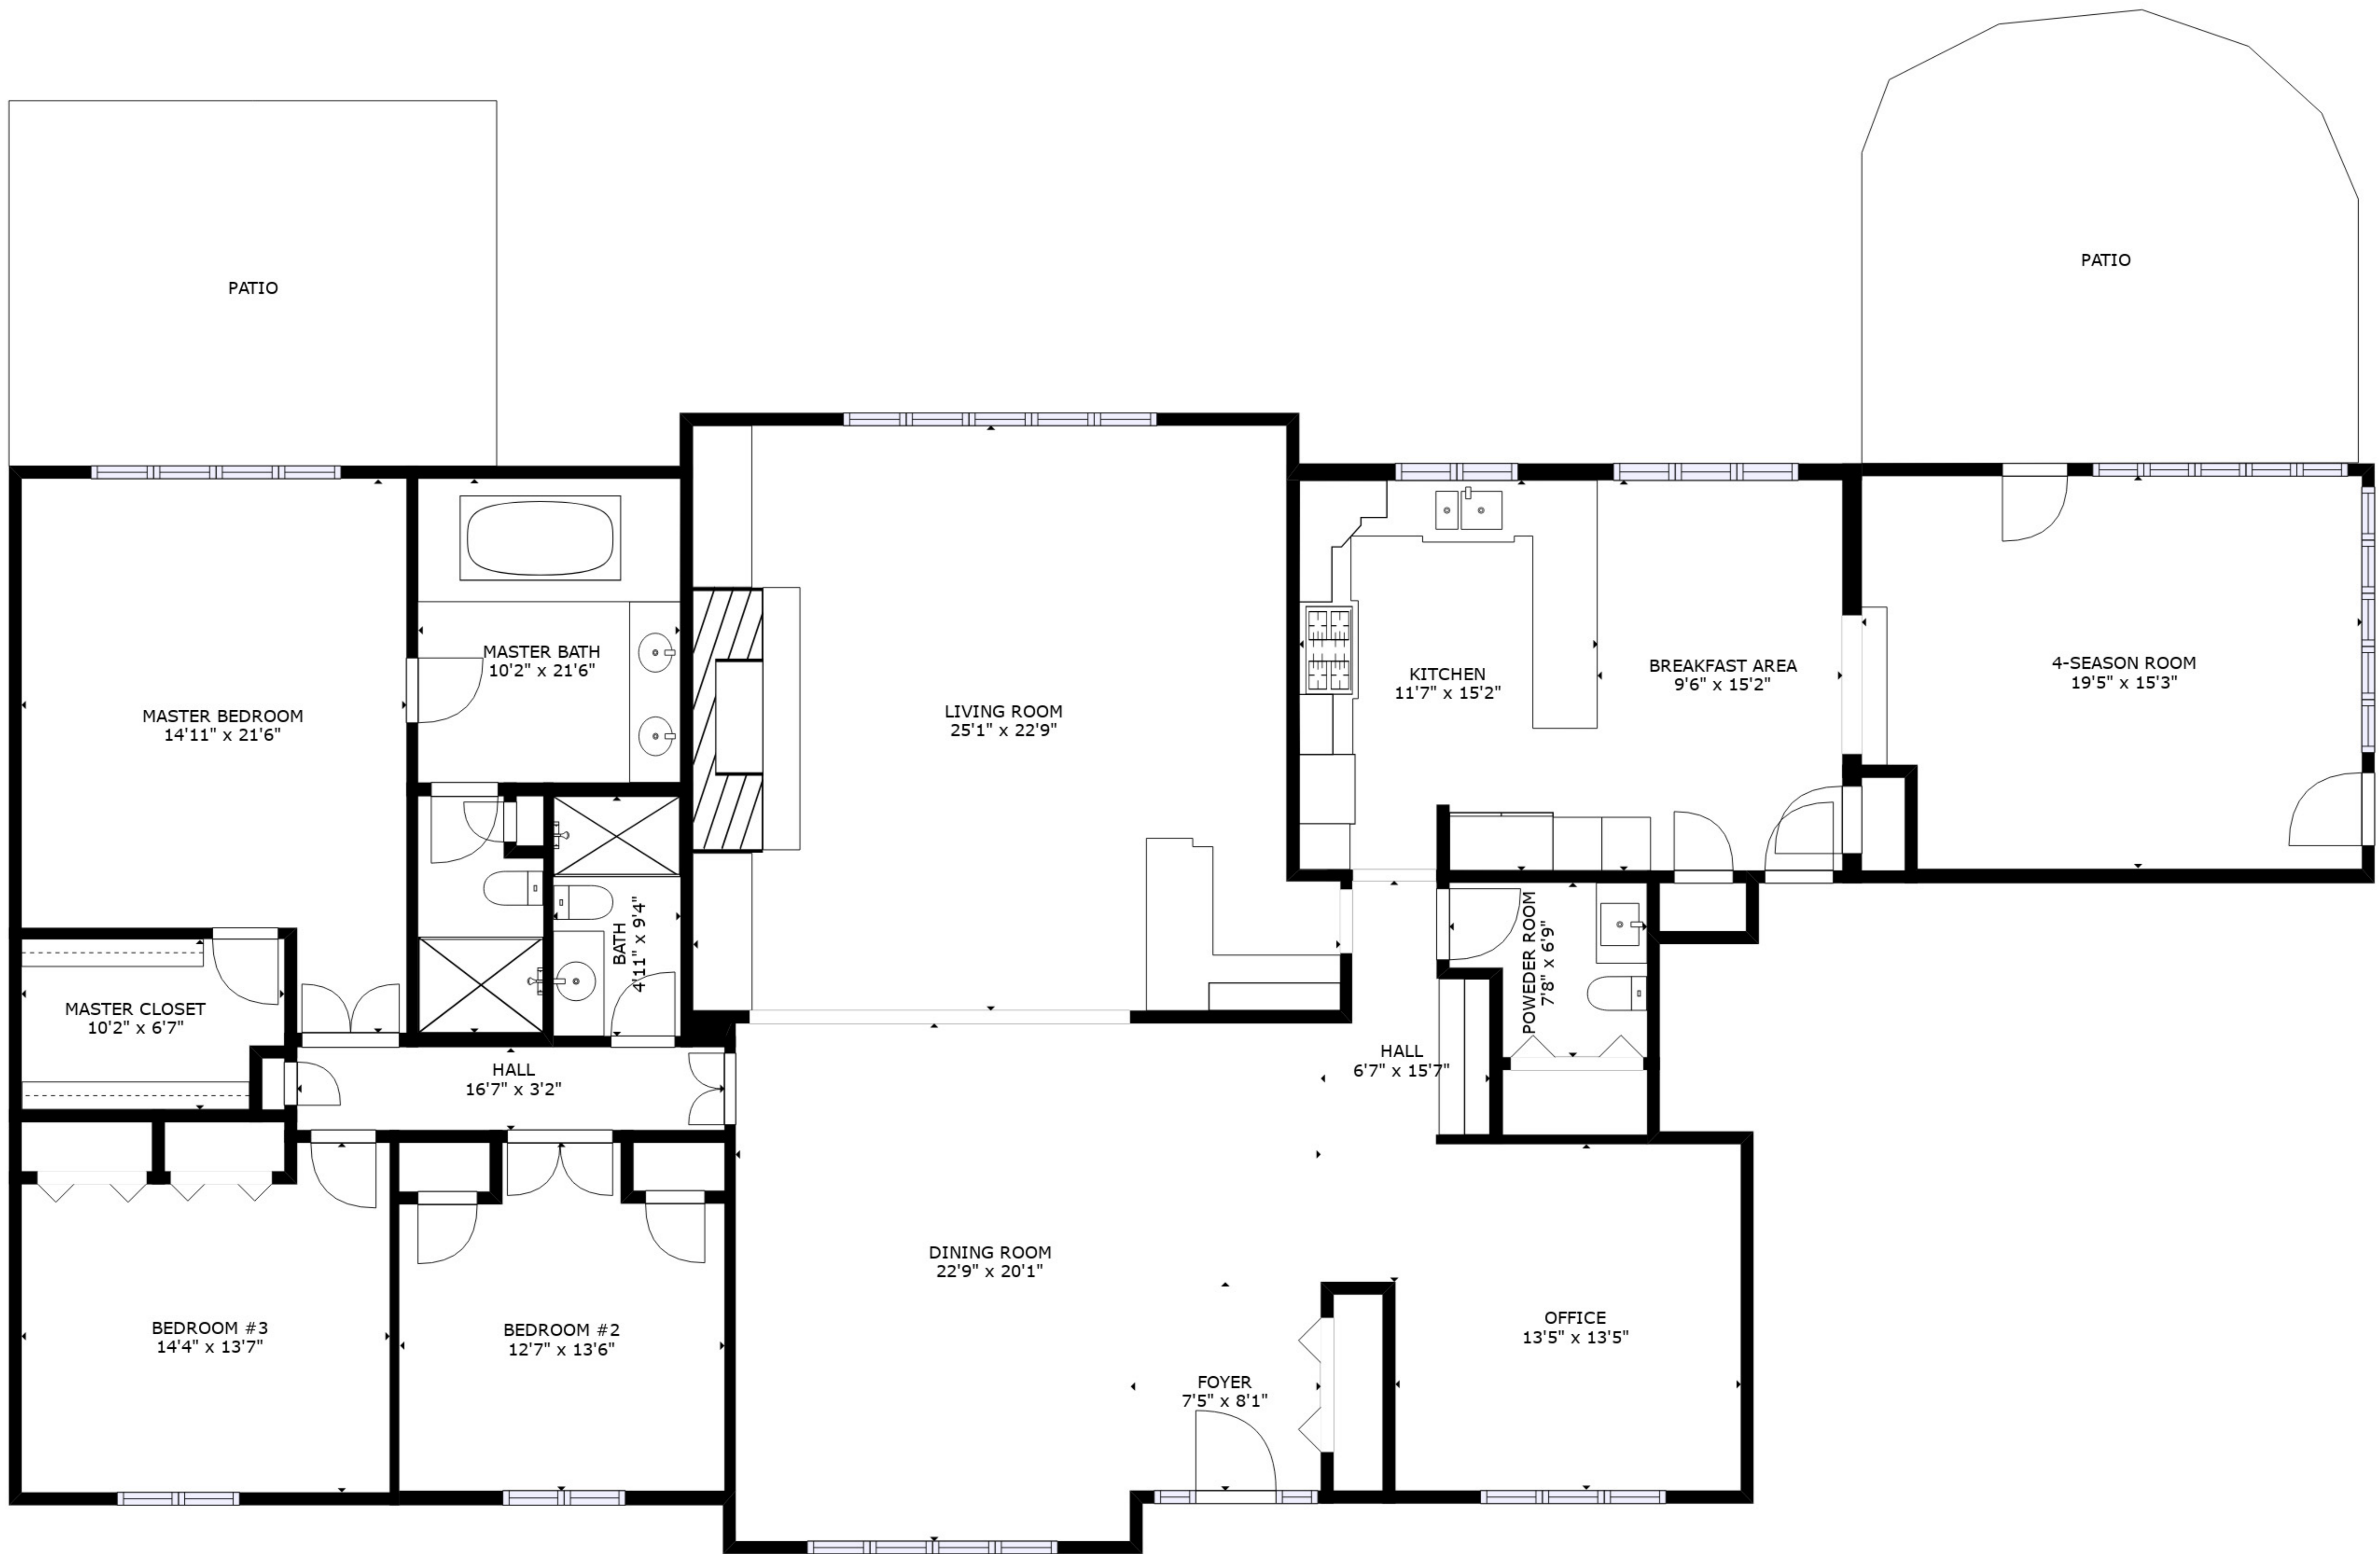 PATIO
PATIO
MASTER BATH
10'2" x 21'6"
MASTER BEDROOM
14'11" x 21'6"
LIVING ROOM
25'1" x 22'9"
KITCHEN
11'7" x 15'2"
BREAKFAST AREA
9'6" x 15'2"
4-SEASON ROOM
19'5" x 15'3"
BATH
4'11" x 9'4"
POWEDER ROOM
7'8" x 6'9"
MASTER CLOSET
10'2" x 6'7"
HALL
16'7" x 3'2"
HALL
6'7" x 15'7"
DINING ROOM
22'9" x 20'1"
BEDROOM #3
14'4" x 13'7"
BEDROOM #2
12'7" x 13'6"
OFFICE
13'5" x 13'5"
FOYER
7'5" x 8'1"